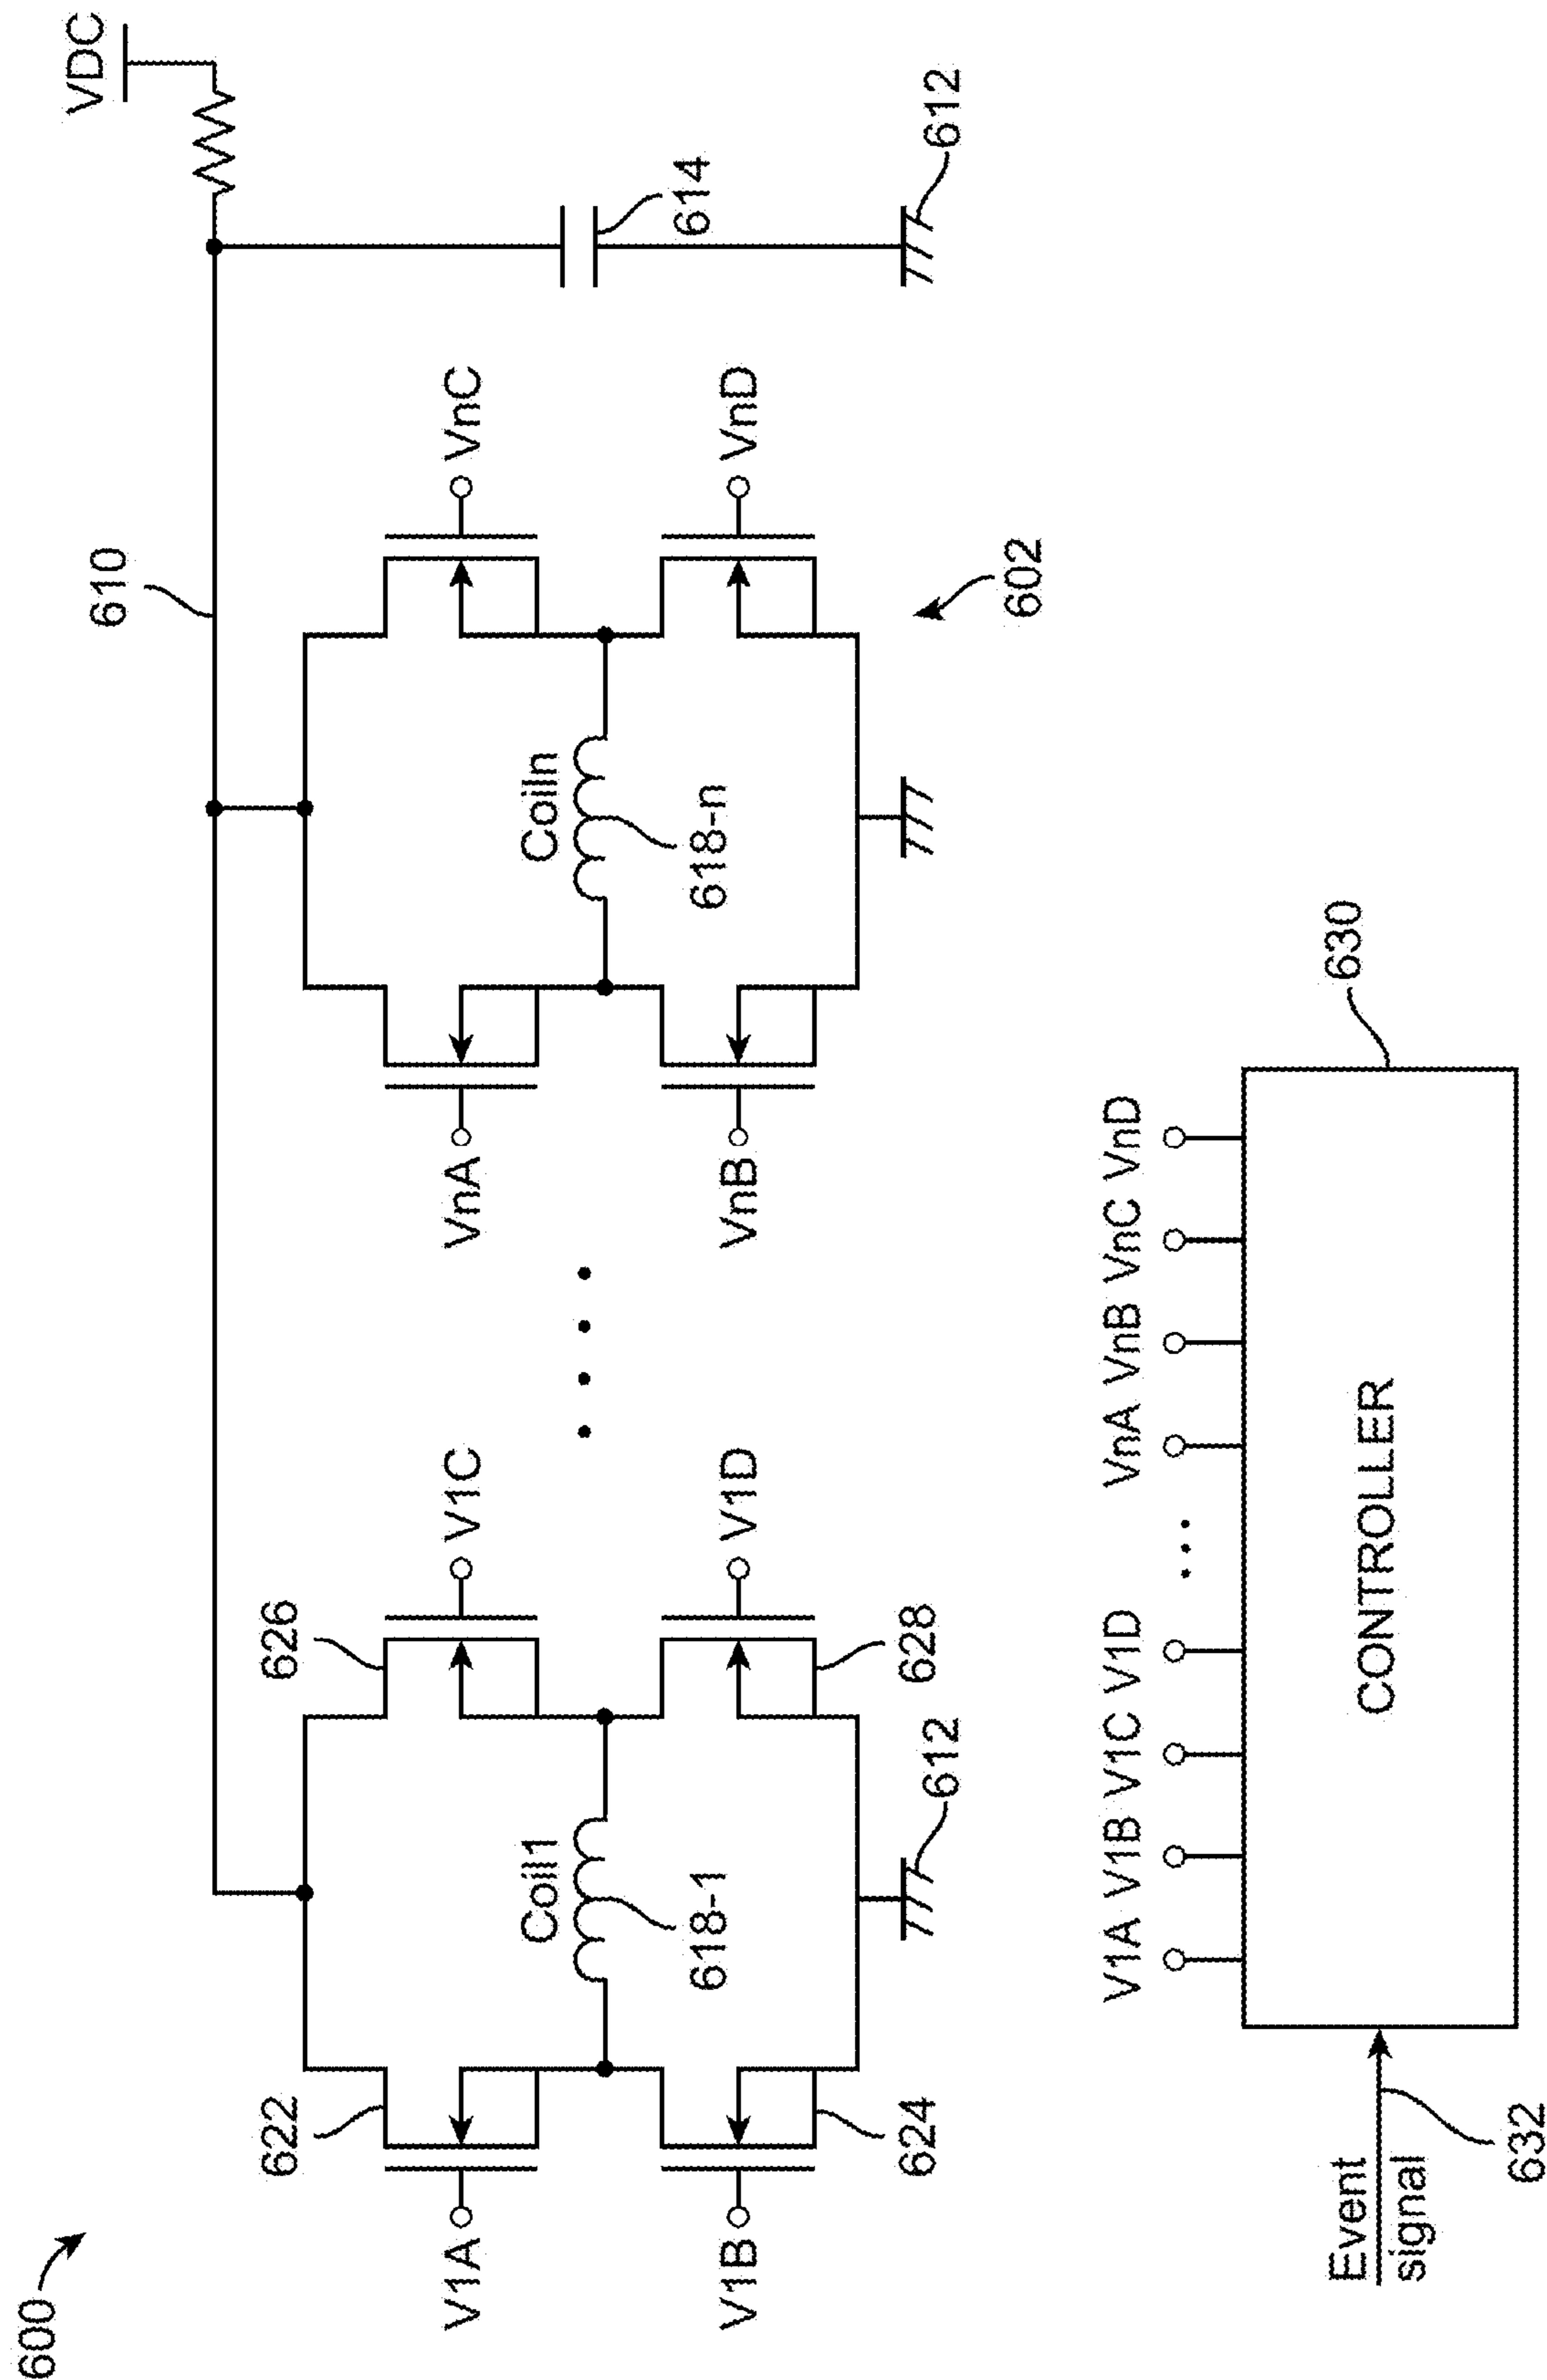 600
VDC
610
622
626
V1A
V1C
VnA
VnC
Coil1
Coiln
614
618-1
618-n
V1B
V1D
VnB
VnD
624
628
612
612
602
V1A V1B V1C V1D VnA VnB VnC VnD
Event
signal
632
CONTROLLER
630